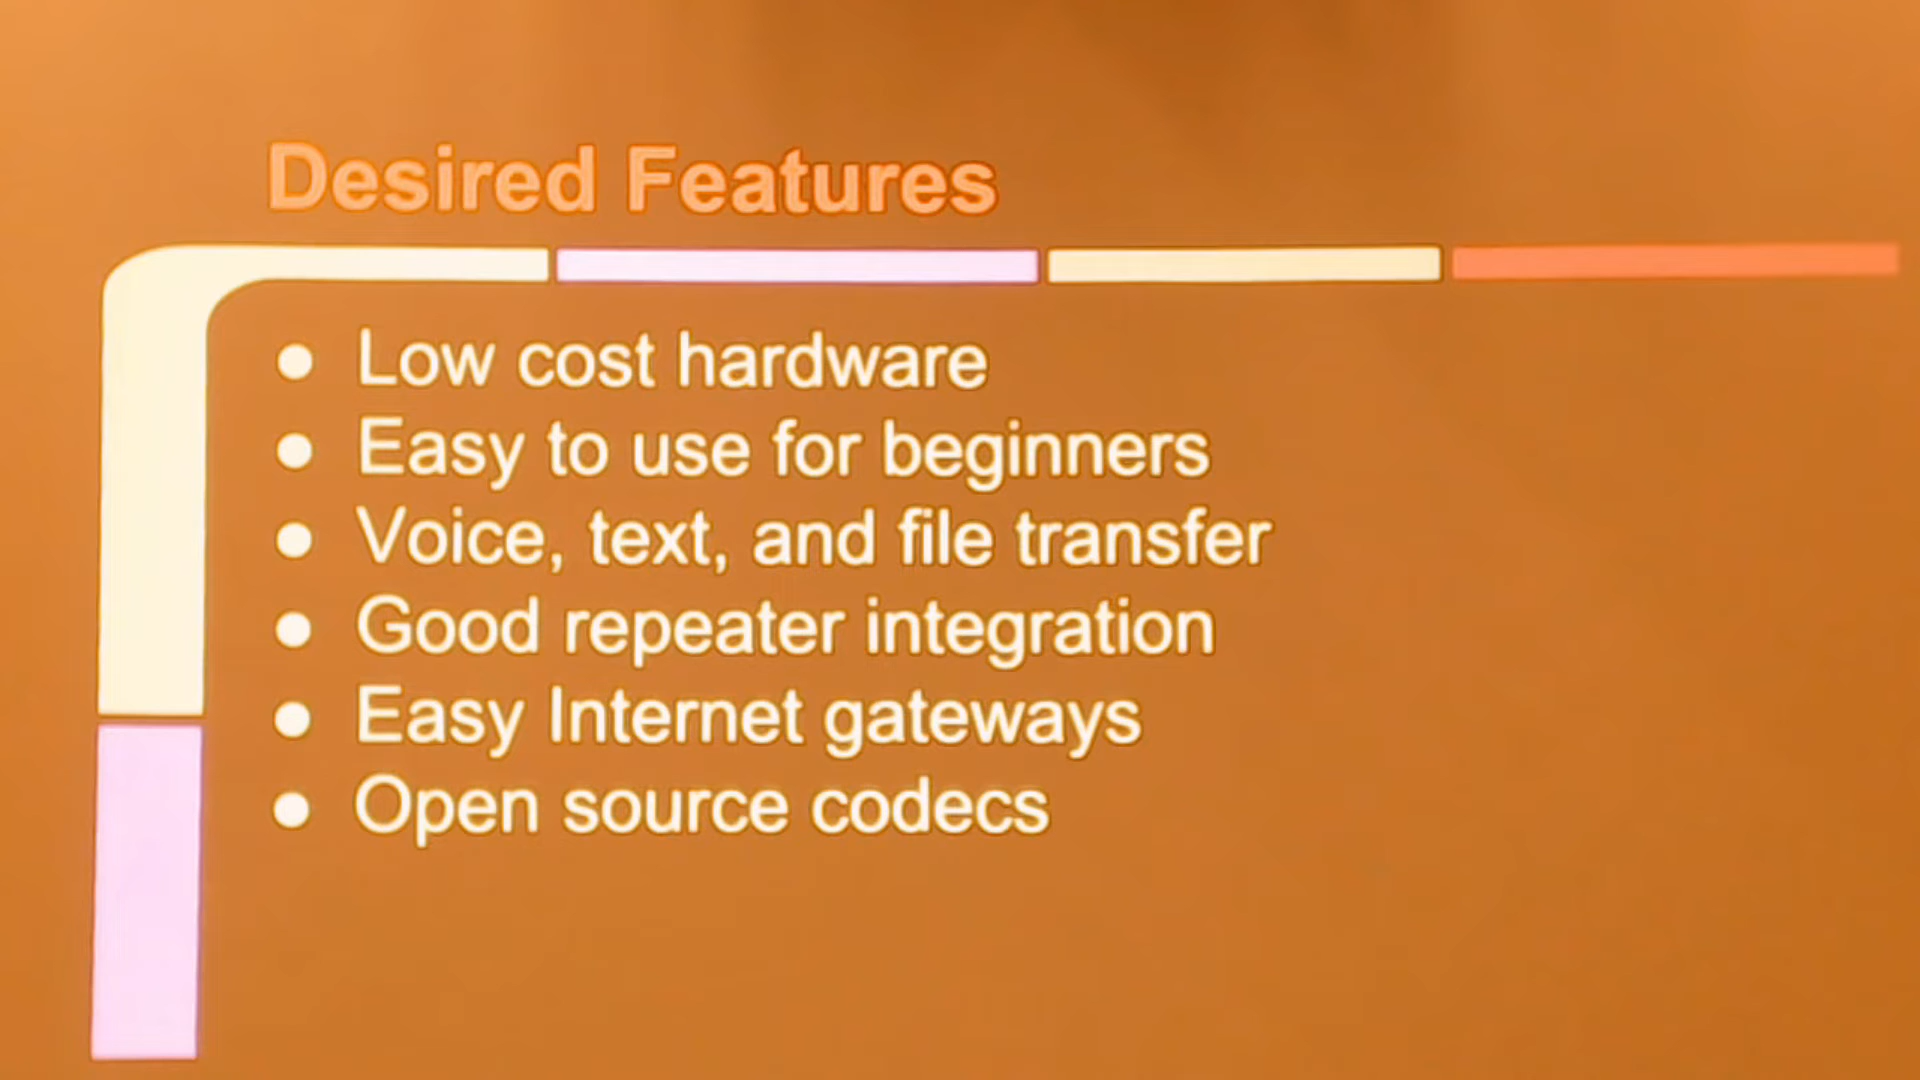 Desired Features
● Low cost hardware
● Easy to use for beginners
● Voice, text, and file transfer
● Good repeater integration
● Easy Internet gateways
● Open source codecs